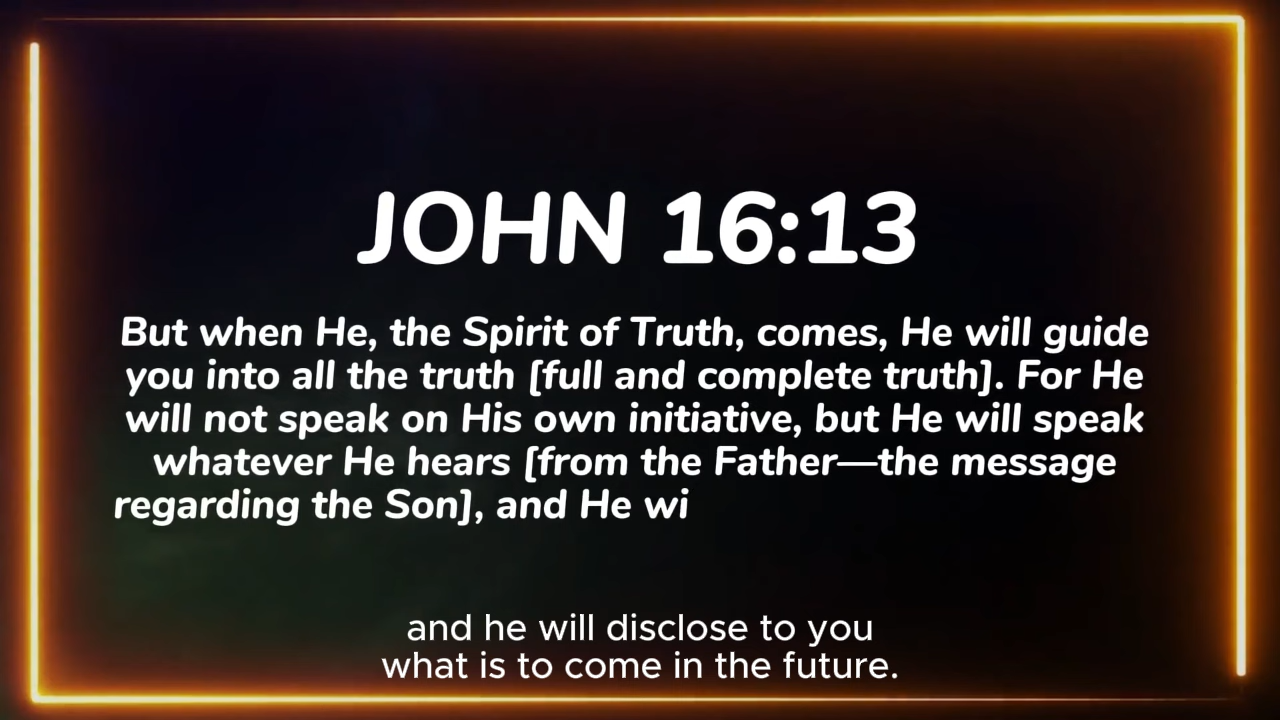 JOHN 16:13
But when He, the Spirit of Truth, comes, He will guide
you into all the truth [full and complete truth]. For He
will not speak on His own initiative, but He will speak
whatever He hears [from the Father—the message
regarding the Son], and He wi
and he will disclose to you
what is to come in the future.